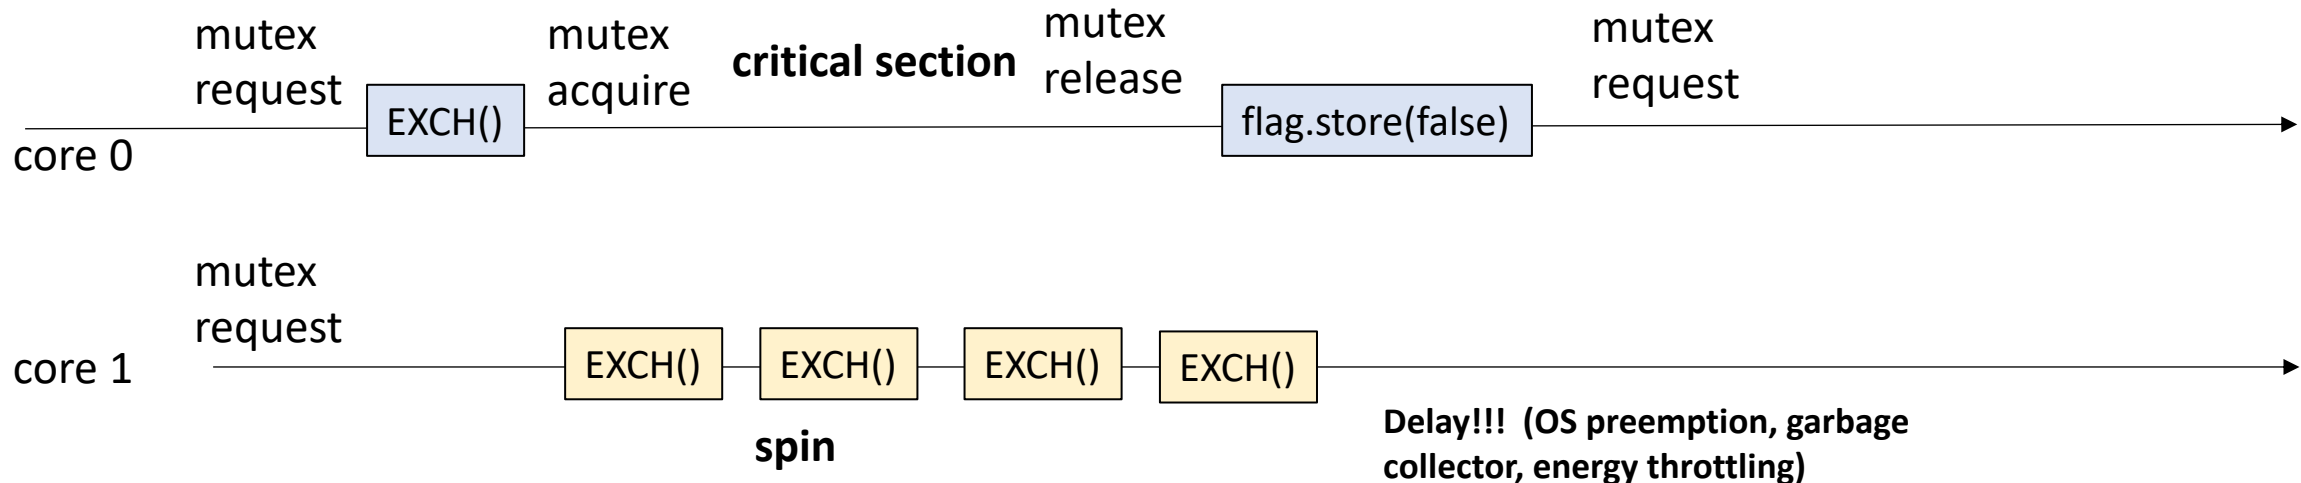 mutex
request
EXCH()
mutex
acquire
critical section
mutex
release
flag.store(false)
mutex
request
core 0
mutex
request
core 1
EXCH()
EXCH()
EXCH()
EXCH()
spin
Delay!!! (OS preemption, garbage
collector, energy throttling)